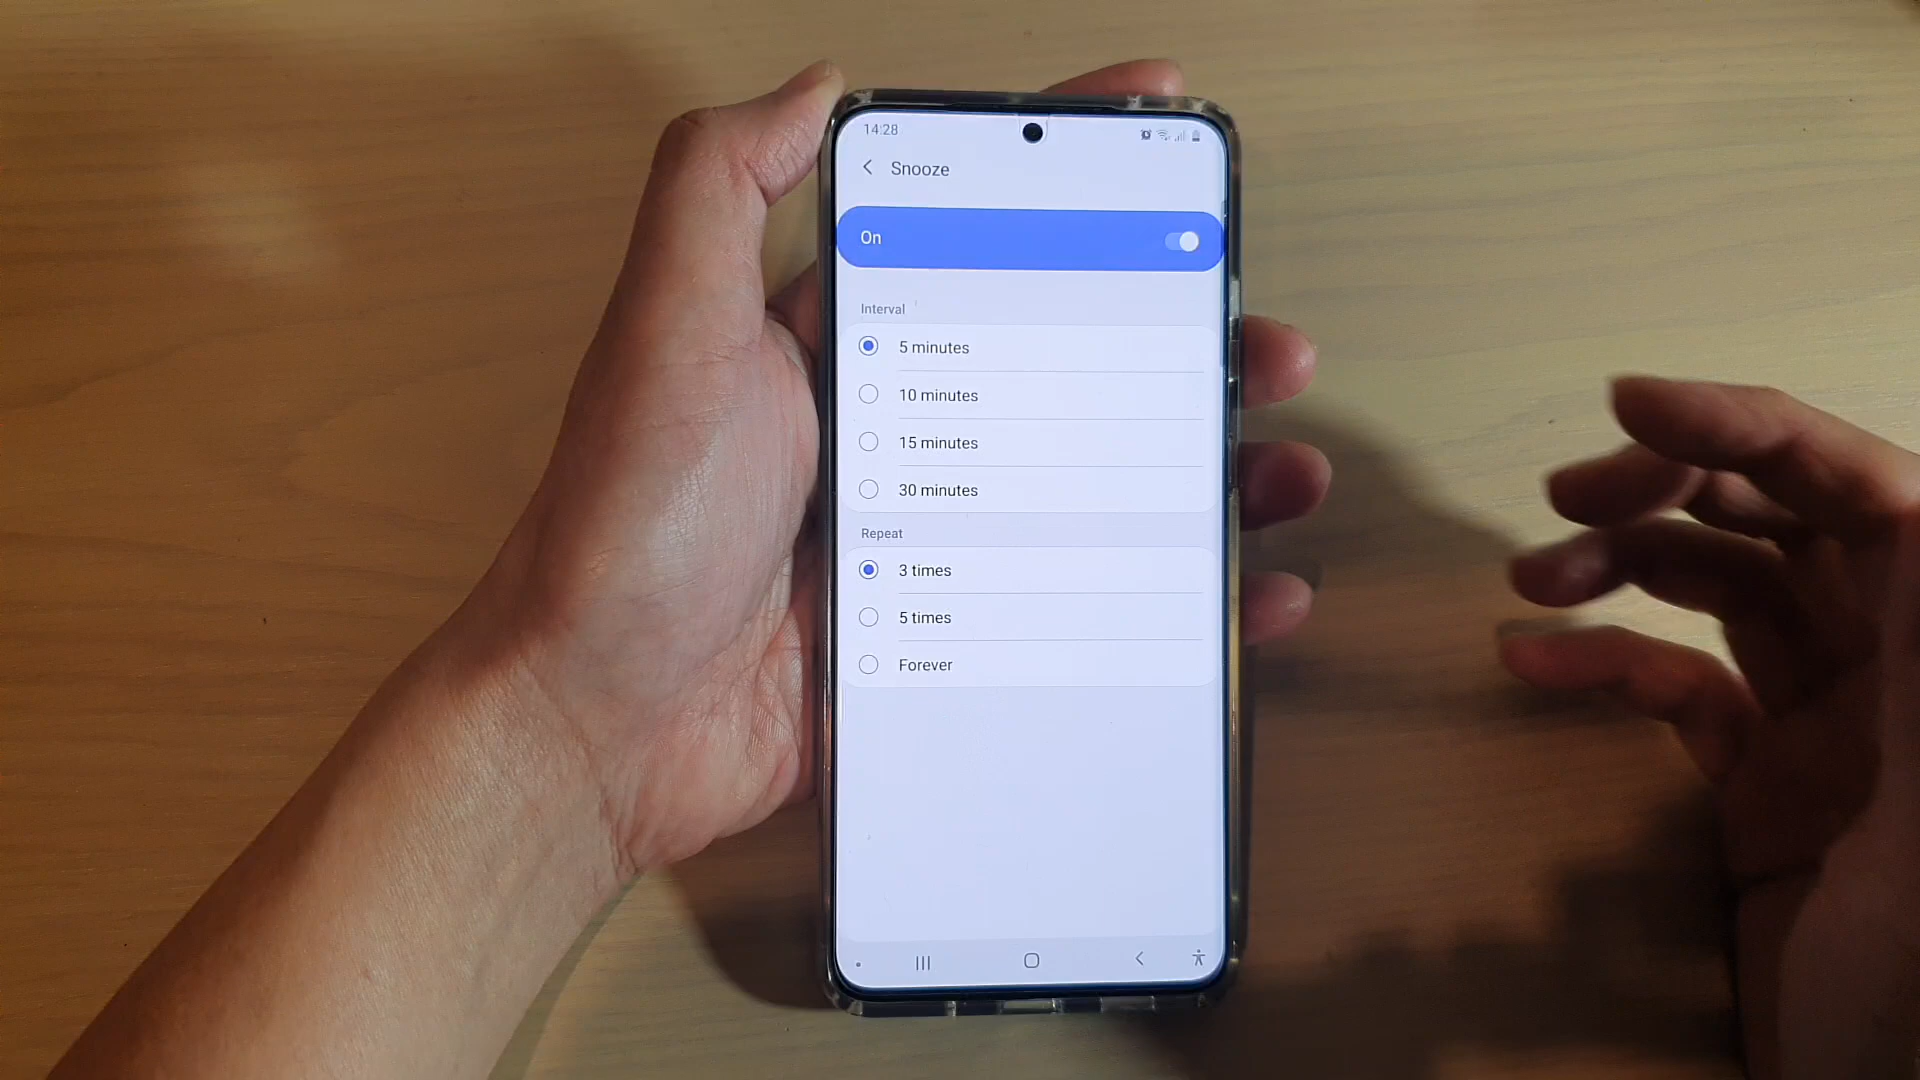 14:28
Snooze
On
Interval
5 minutes
10 minutes
15 minutes
30 minutes
Repeat
3 times
5 times
Forever